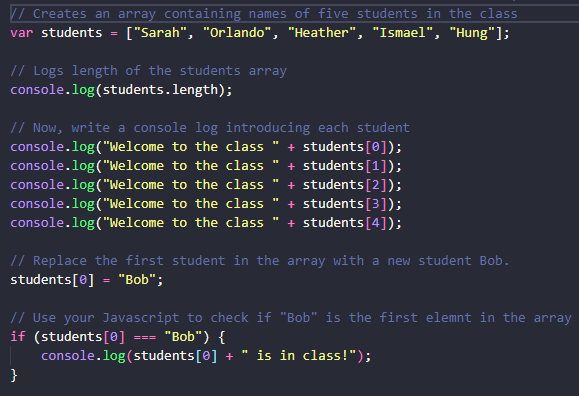 // Creates an array containing names of five students in the class
var students = ["Sarah", "Orlando", "Heather", "Ismael", "Hung"];
// Logs length of the students array
console.log(students.length);
// Now, write a console log introducing each student
console.log("Welcome to the class " + students[0]);
console.log("Welcome to the class " + students[1]);
console.log("Welcome to the class " + students[2]);
console.log("Welcome to the class " + students[3]);
console.log("Welcome to the class " + students[4]);
// Replace the first student in the array with a new student Bob.
students[0] = "Bob";
// Use your Javascript to check if "Bob" is the first elemnt in the array
if (students[0] === "Bob") {
    console.log(students[0] + " is in class!");
}